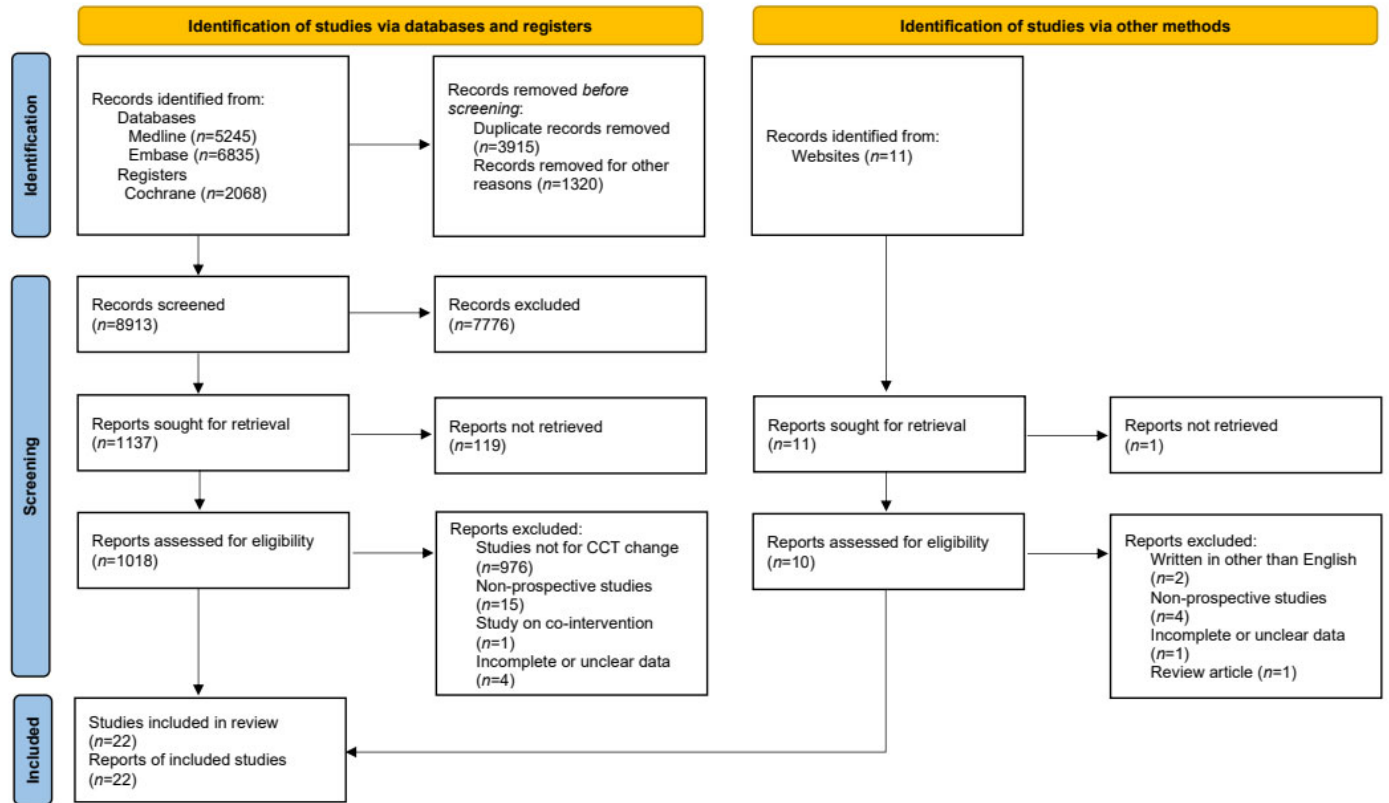 Identification of studies via databases and registers
Identification of studies via other methods
Identification
Records identified from:
Databases
Medline (n=5245)
Embase (n=6835)
Registers
Cochrane (n=2068)
Records removed before
screening:
Duplicate records removed
(n=3915)
Records removed for other
reasons (n=1320)
Records identified from:
Websites (n=11)
Screening
Records screened
(n=8913)
Records excluded
(n=7776)
Reports sought for retrieval
(n=1137)
Reports not retrieved
(n=119)
Reports sought for retrieval
(n=11)
Reports not retrieved
(n=1)
Reports assessed for eligibility
(n=1018)
Reports excluded:
Studies not for CCT change
(n=976)
Non-prospective studies
(n=15)
Study on co-intervention
(n=1)
Incomplete or unclear data
(n=4)
Reports assessed for eligibility
(n=10)
Reports excluded:
Written in other than English
(n=2)
Non-prospective studies
(n=4)
Incomplete or unclear data
(n=1)
Review article (n=1)
Included
Studies included in review
(n=22)
Reports of included studies
(n=22)